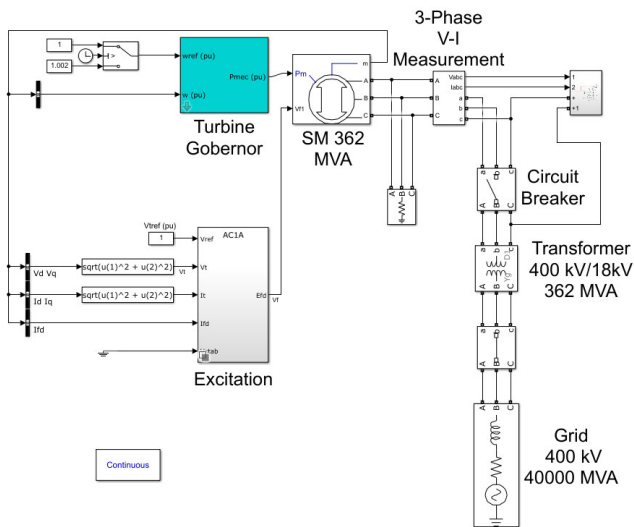 3-Phase
V-I
Measurement
1
1.002
wref (pu)
Pmec (pu)
w (pu)
Turbine
Gobernor
Pm
m
A
B
C
Vf1
SM 362
MVA
A
B
C
Vabc
Iabc
a
b
c
1
2
+
+1
A
B
C
a
b
c
A
B
C
Circuit
Breaker
a
b
c
D1
Yg
A
B
C
Transformer
400 kV/18kV
362 MVA
Vtref (pu)
1
AC1A
Vref
Vd Vq
sqrt(u(1)^2 + u(2)^2)
Vt
Vt
Id Iq
sqrt(u(1)^2 + u(2)^2)
It
Efd
Vf
Ifd
Ifd
Excitation
a
b
c
A
B
C
A
B
C
Grid
400 kV
40000 MVA
Continuous